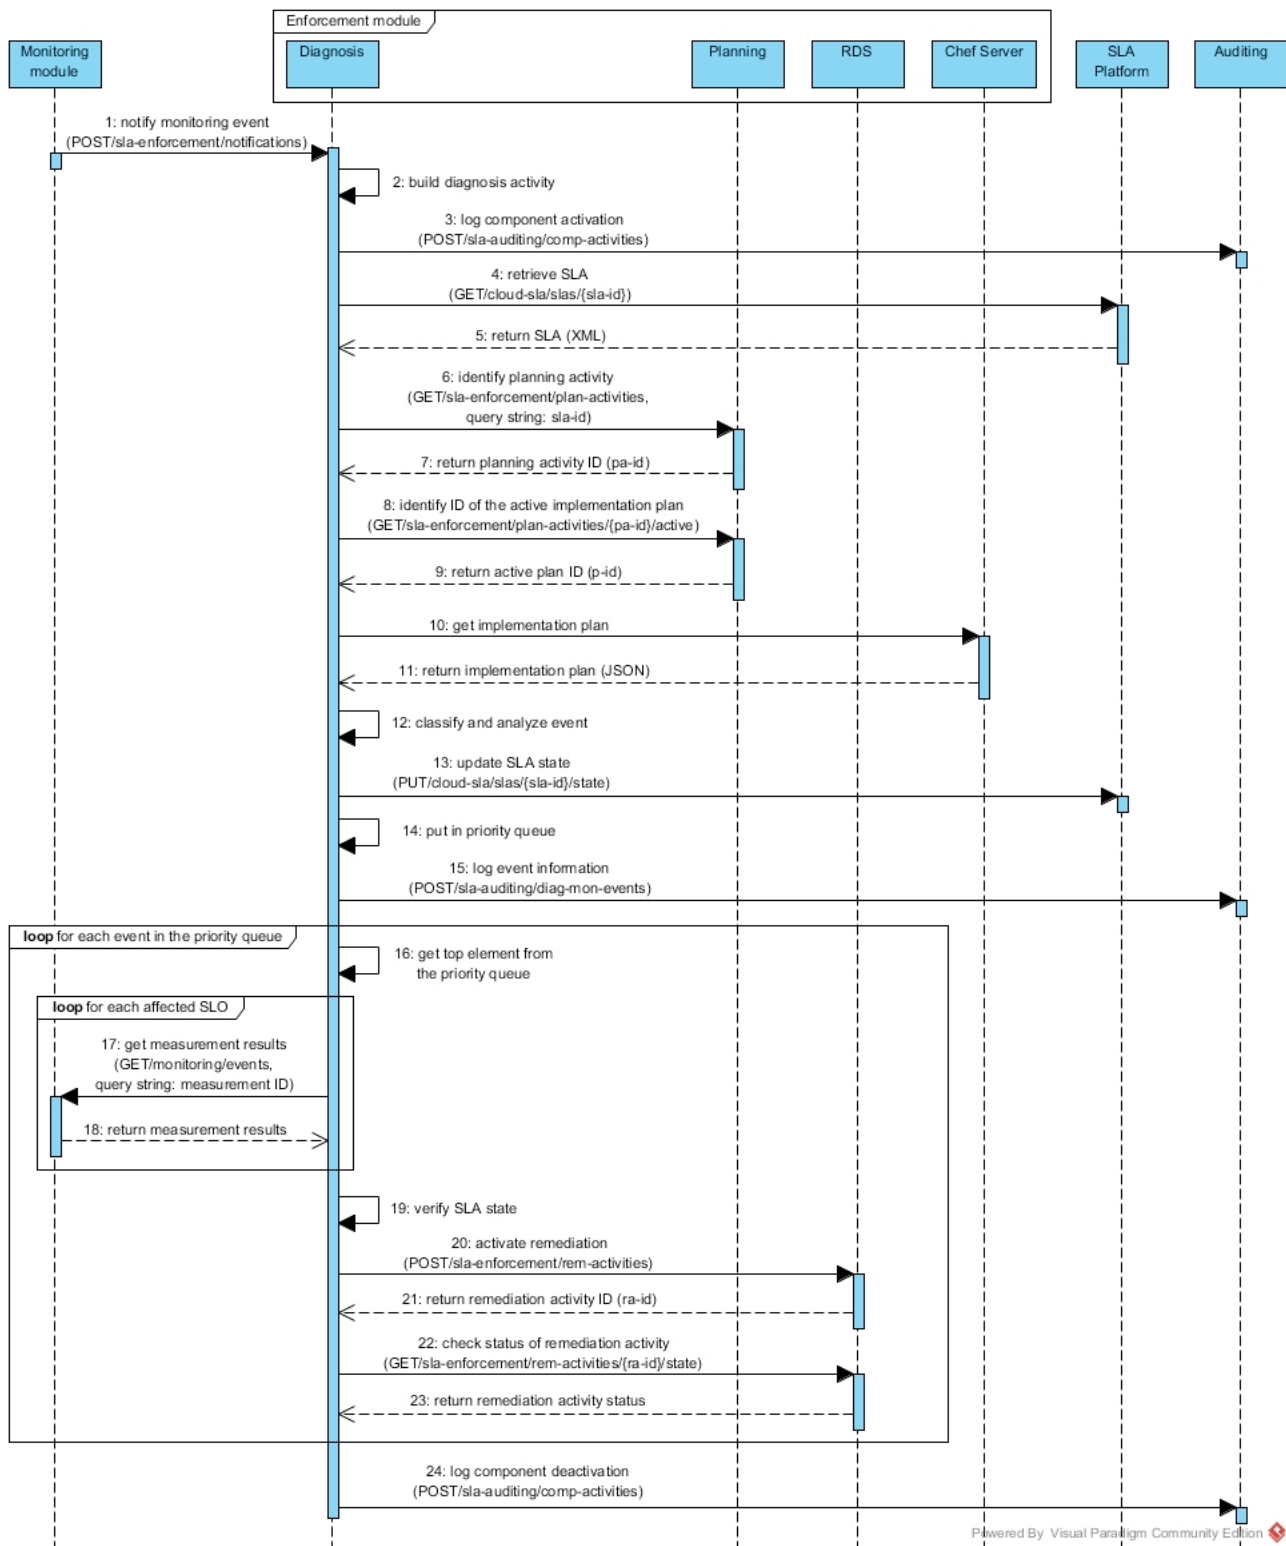 Enforcement module
Monitoring
module
Diagnosis
Planning
RDS
Chef Server
SLA
Platform
Auditing
1: notify monitoring event
(POST/sla-enforcement/notifications)
2: build diagnosis activity
3: log component activation
(POST/sla-auditing/comp-activities)
4: retrieve SLA
(GET/cloud-sla/slas/{sla-id})
5: return SLA (XML)
6: identify planning activity
(GET/sla-enforcement/plan-activities,
query string: sla-id)
7: return planning activity ID (pa-id)
8: identify ID of the active implementation plan
(GET/sla-enforcement/plan-activities/{pa-id}/active)
9: return active plan ID (p-id)
10: get implementation plan
11: return implementation plan (JSON)
12: classify and analyze event
13: update SLA state
(PUT/cloud-sla/slas/{sla-id}/state)
14: put in priority queue
15: log event information
(POST/sla-auditing/diag-mon-events)
loop for each event in the priority queue
16: get top element from
the priority queue
loop for each affected SLO
17: get measurement results
(GET/monitoring/events,
query string: measurement ID)
18: return measurement results
19: verify SLA state
20: activate remediation
(POST/sla-enforcement/rem-activities)
21: return remediation activity ID (ra-id)
22: check status of remediation activity
(GET/sla-enforcement/rem-activities/{ra-id}/state)
23: return remediation activity status
24: log component deactivation
(POST/sla-auditing/comp-activities)
Powered By Visual Paradigm Community Edition